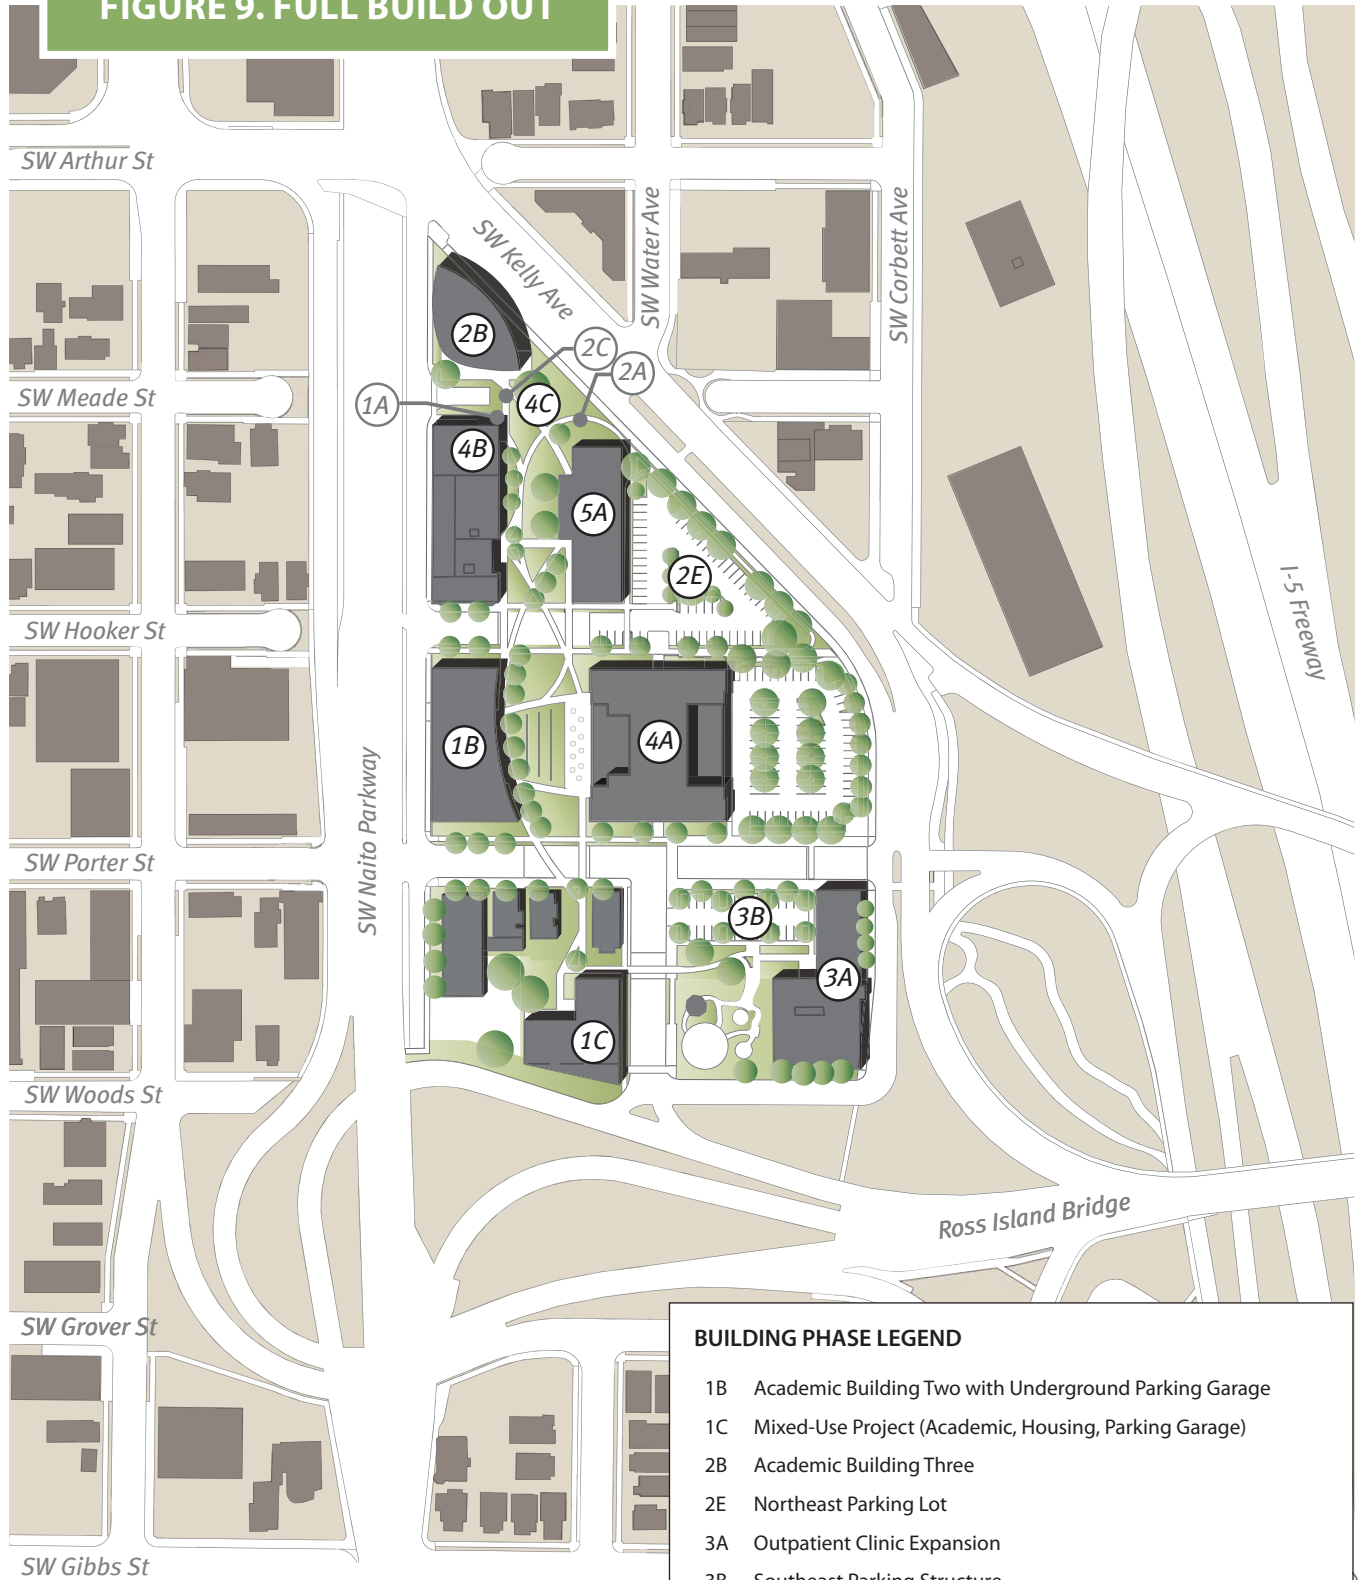 FIGURE 9. FULL BUILD OUT
SW Arthur St
SW Kelly Ave
SW Water Ave
SW Corbett Ave
2B
2C
2A
SW Meade St
1A
4C
4B
5A
2E
I-5 Freeway
SW Hooker St
1B
4A
SW Naito Parkway
SW Porter St
3B
3A
1C
SW Woods St
Ross Island Bridge
SW Grover St
BUILDING PHASE LEGEND
1B Academic Building Two with Underground Parking Garage
1C Mixed-Use Project (Academic, Housing, Parking Garage)
2B Academic Building Three
2E Northeast Parking Lot
3A Outpatient Clinic Expansion
3B Southeast Parking Structure
SW Gibbs St